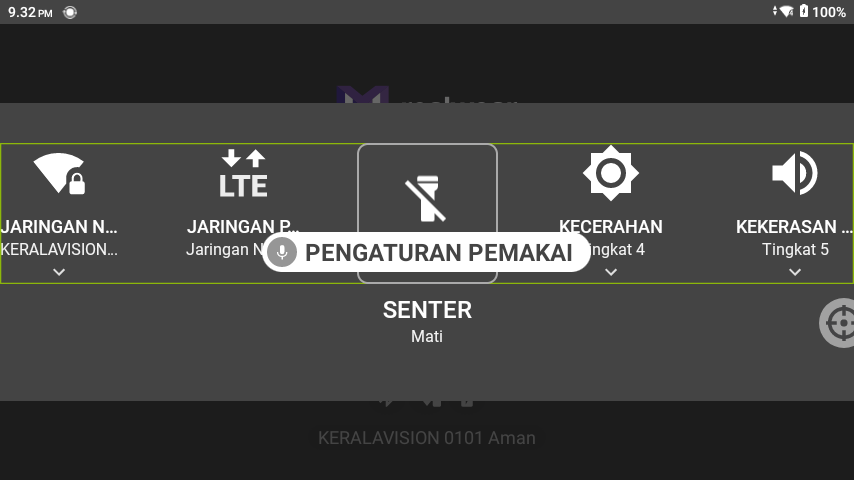 9.32 PM
100%
JARINGAN N...
KERALAVISION...
LTE
JARINGAN P...
Jaringan N
KECERAHAN
ingkat 4
KEKERASAN ...
Tingkat 5
PENGATURAN PEMAKAI
SENTER
Mati
KERALAVISION 0101 Aman